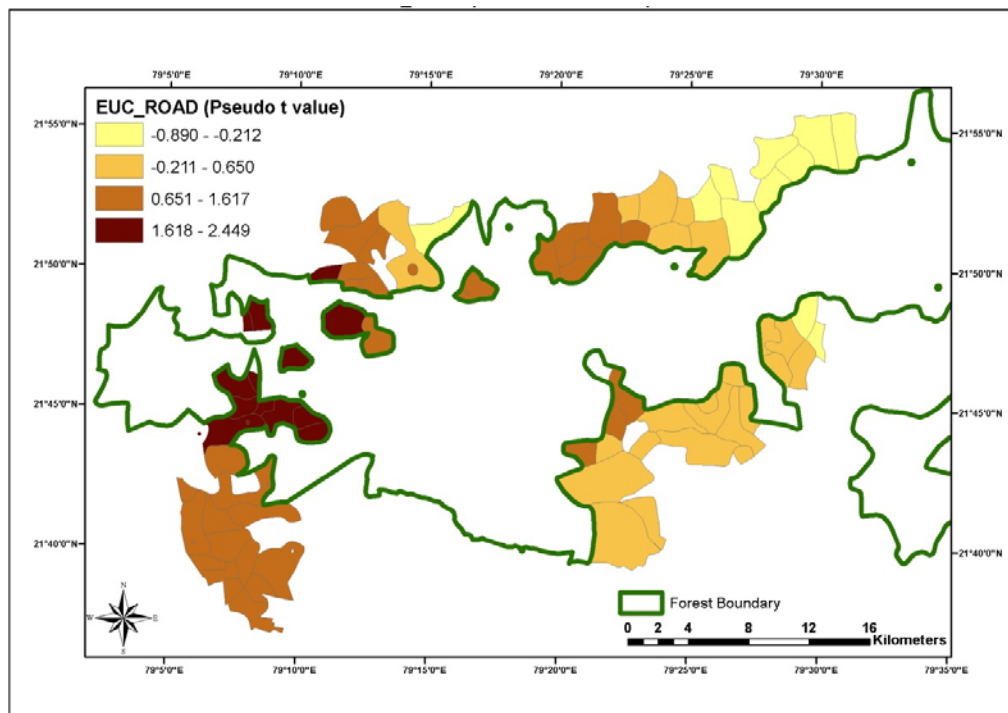 79°5'0"E 79°10'0"E 79°15'0"E 79°20'0"E 79°25'0"E 79°30'0"E
EUC_ROAD (Pseudo t value)
21°55'0"N 21°55'0"N
-0.890 - -0.212
-0.211 - 0.650
0.651 - 1.617
1.618 - 2.449
21°50'0"N 21°50'0"N
21°45'0"N 21°45'0"N
21°40'0"N 21°40'0"N
N
W E
S
Forest Boundary
0 2 4 8 12 16
Kilometers
79°5'0"E 79°10'0"E 79°15'0"E 79°20'0"E 79°25'0"E 79°30'0"E 79°35'0"E